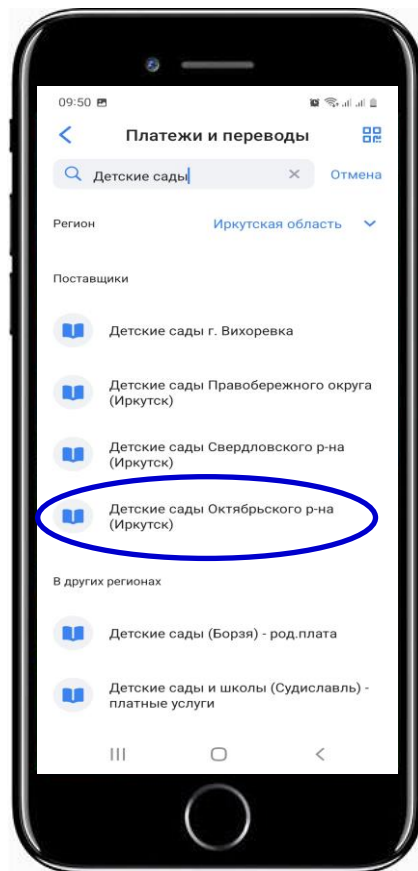 09:50
Платежи и переводы
Детские сады
Отмена
Регион
Иркутская область
Поставщики
Детские сады г. Вихоревка
Детские сады Правобережного округа
(Иркутск)
Детские сады Свердловского р-на
(Иркутск)
Детские сады Октябрьского р-на
(Иркутск)
В других регионах
Детские сады (Борзя) - род.плата
Детские сады и школы (Судиславль) -
платные услуги